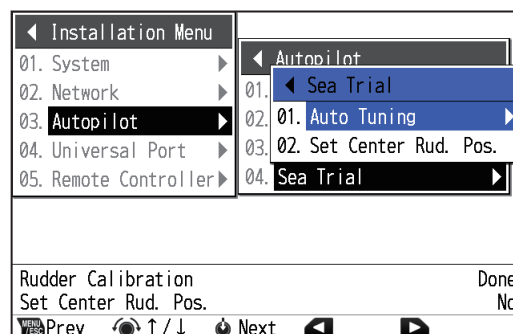 Installation Menu
01. System
02. Network
03. Autopilot
04. Universal Port
05. Remote Controller
Autopilot
01.
02.
03.
04. Sea Trial
Sea Trial
01. Auto Tuning
02. Set Center Rud. Pos.
Rudder Calibration Done
Set Center Rud. Pos. No
MENU/ESC Prev ↑/↓ Next